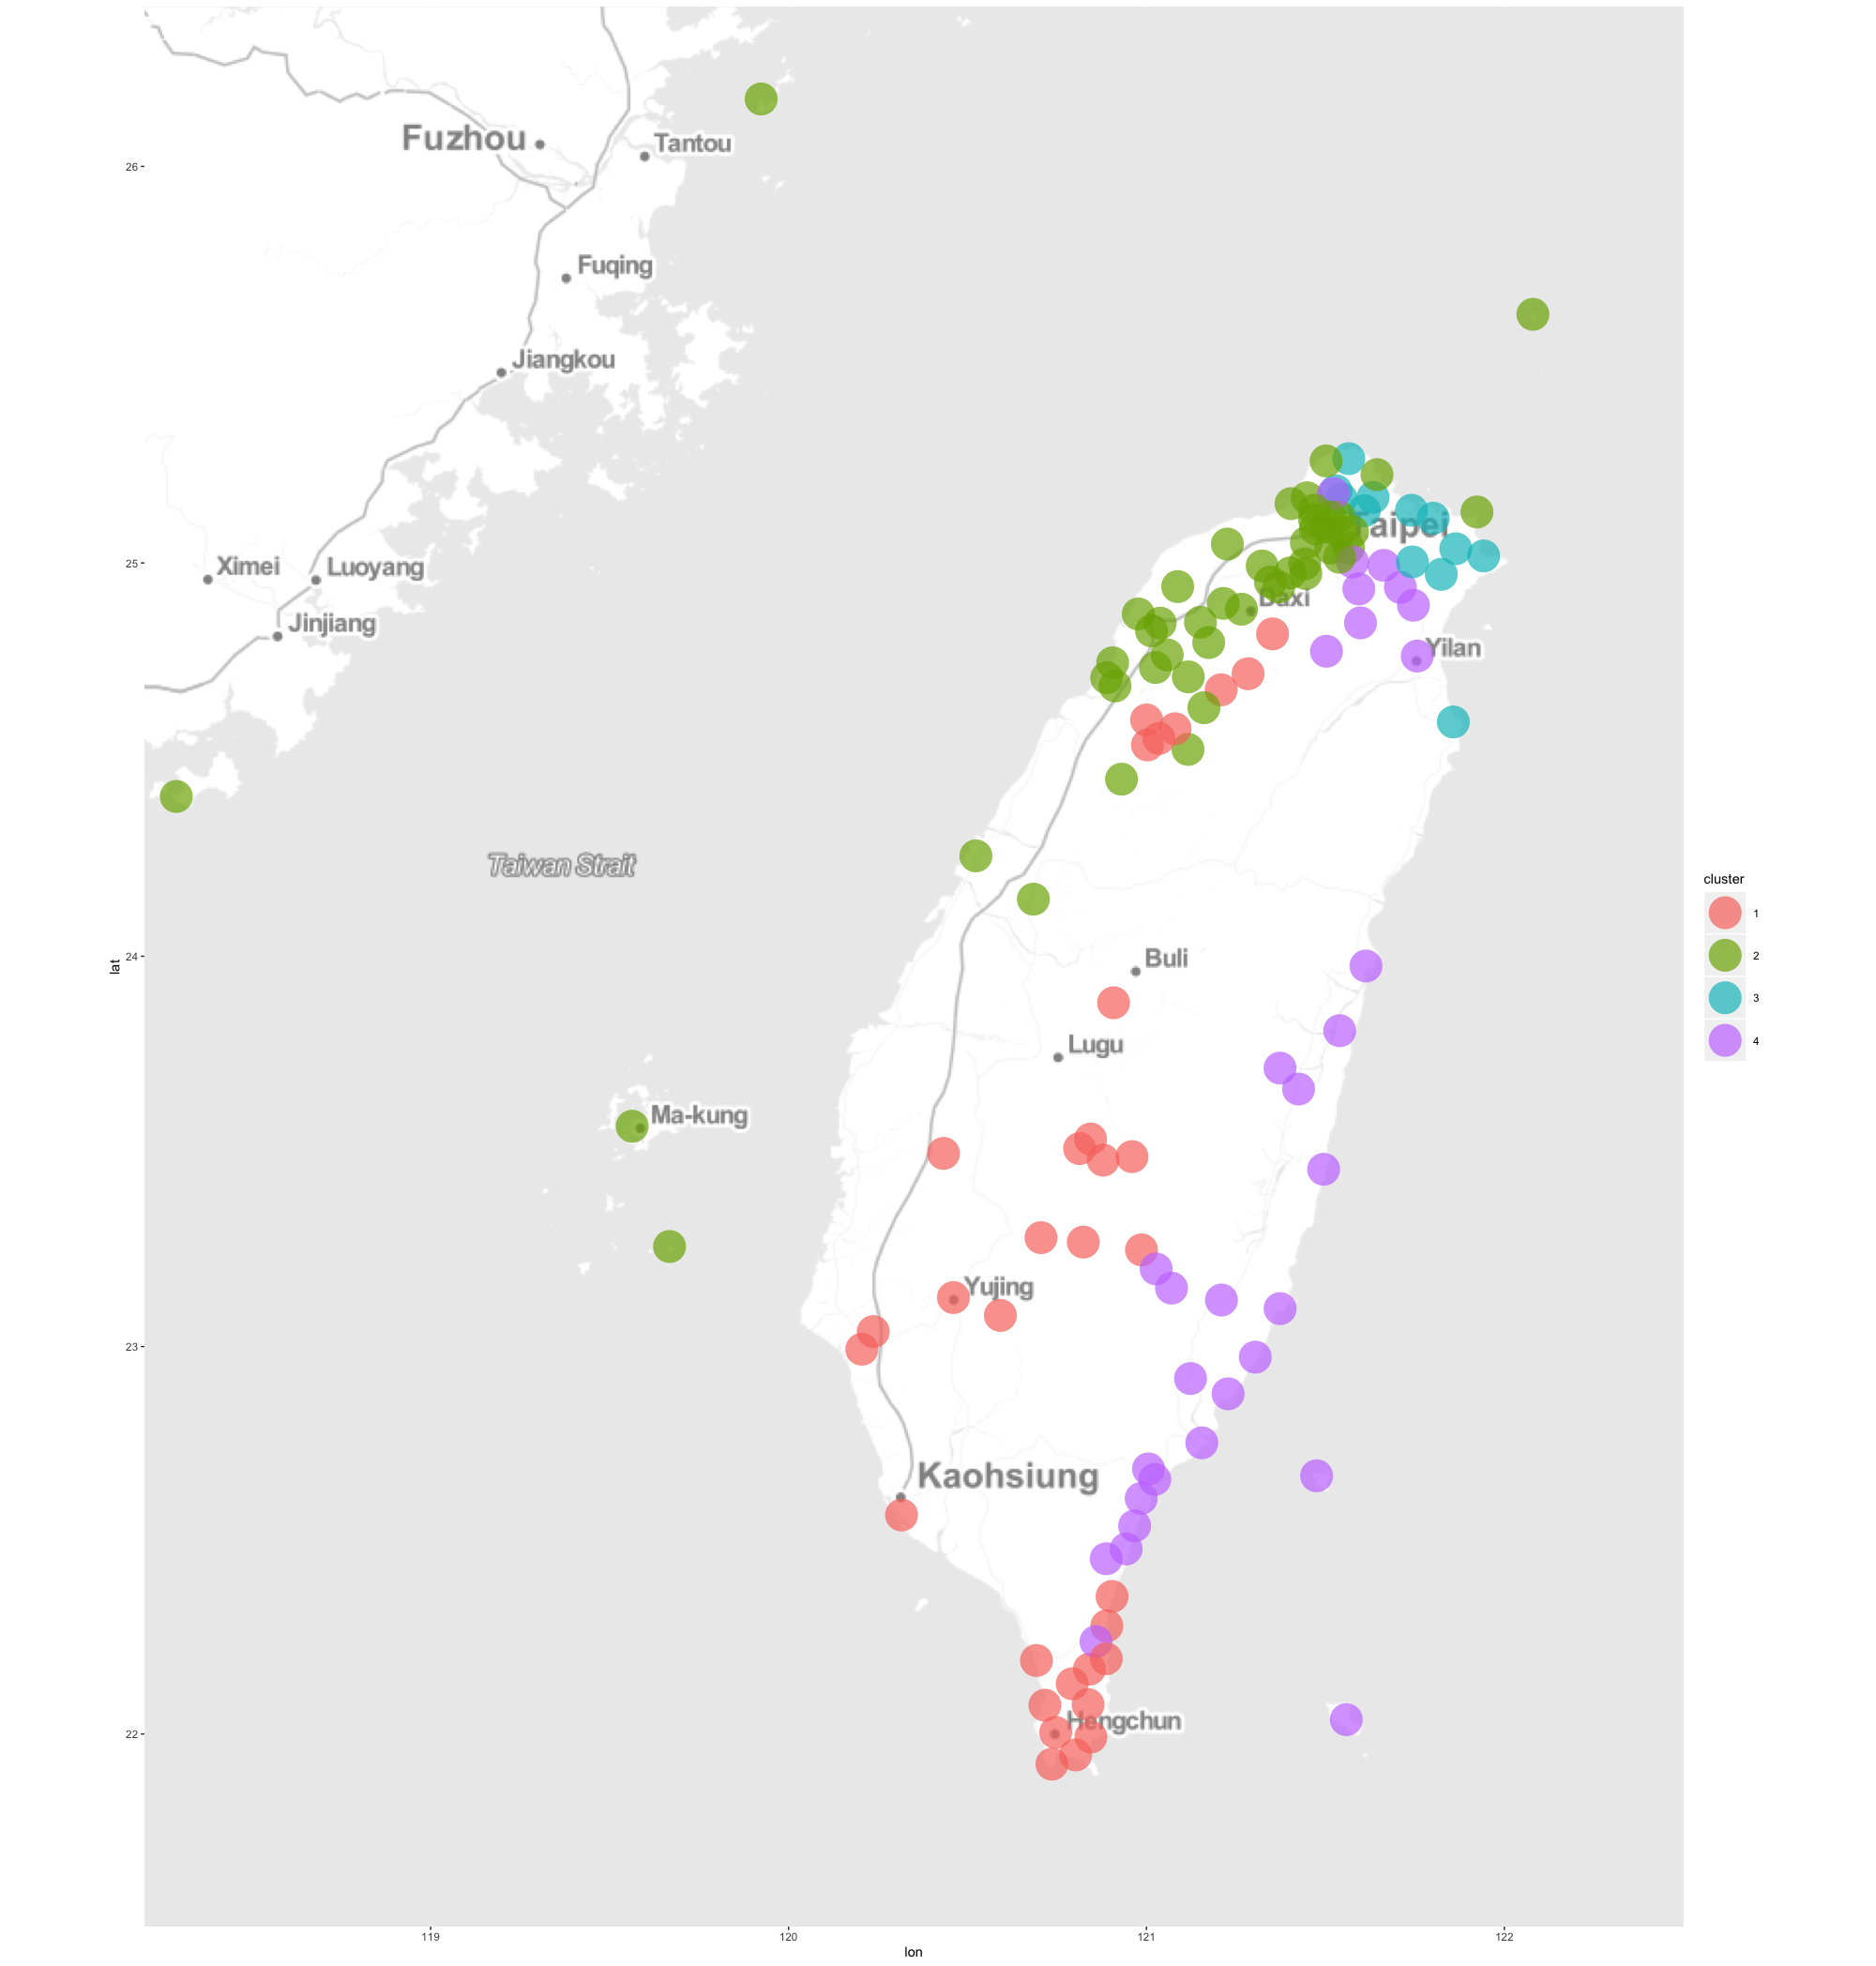 Fuzhou
Tantou
26
Fuqing
Jiangkou
Taipei
25
Ximei
Luoyang
Daxi
Jinjiang
Yilan
Taiwan Strait
cluster
1
2
3
4
lat
24
Buli
Lugu
Ma-kung
Yujing
23
Kaohsiung
Hengchun
22
119
120
121
122
lon